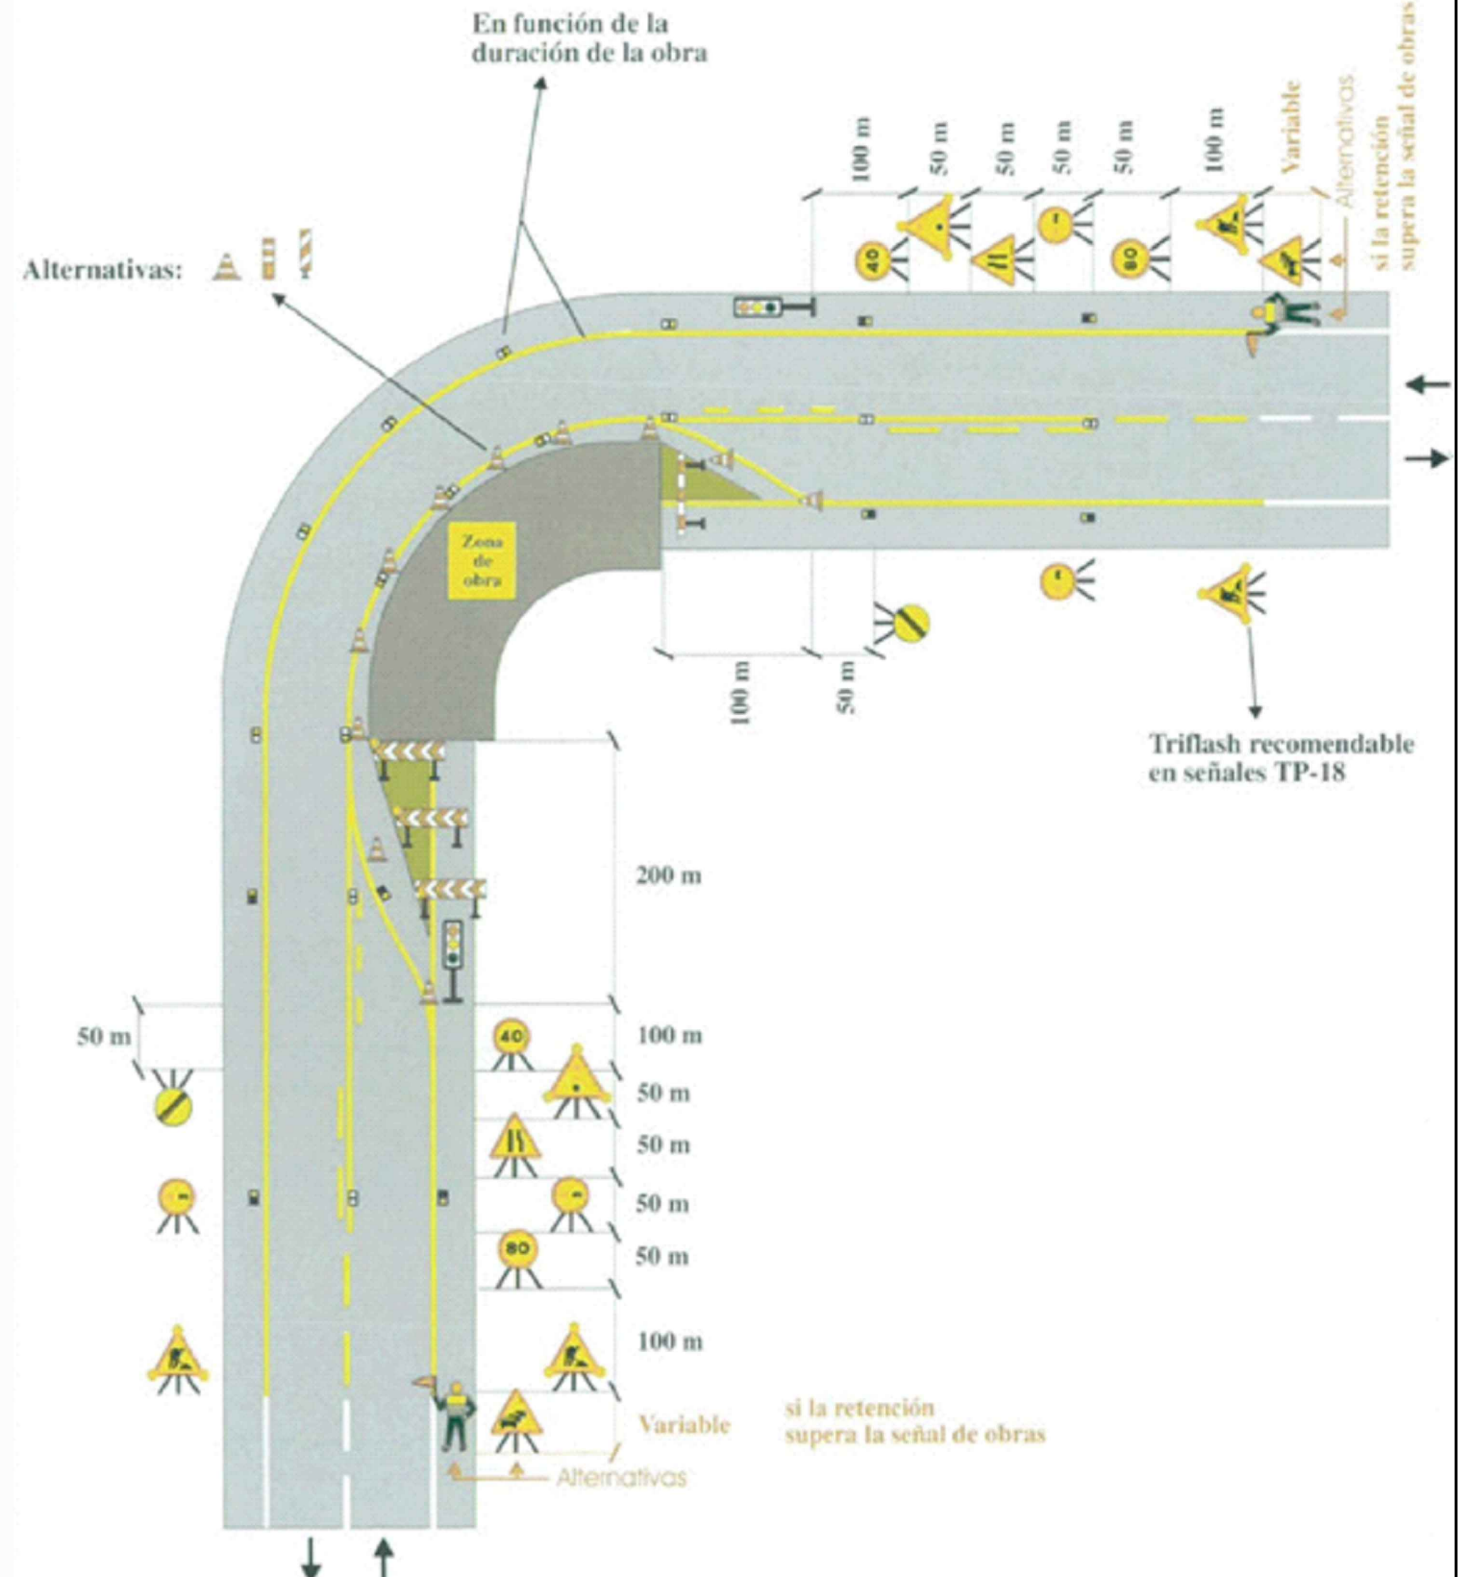 En función de la
duración de la obra
si la retención
supera la señal de obras
Alternativas
Variable
100 m
50 m
50 m
50 m
50 m
100 m
40
80
Alternativas:
Zona
de
obra
100 m
50 m
Triflash recomendable
en señales TP-18
200 m
50 m
40
100 m
50 m
50 m
50 m
80
50 m
100 m
Variable
si la retención
supera la señal de obras
Alternativas